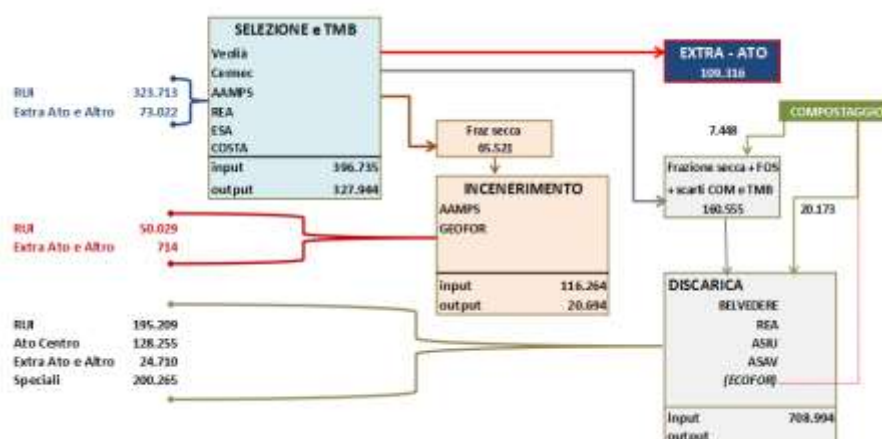 SELEZIONE e TMB
Veolia
Cermec
AAMPS
REA
ESA
COSTA
input 396.735
output 327.944
RUI 323.713
Extra Ato e Altro 73.022
EXTRA - ATO
109.316
COMPOSTAGGIO
7.448
Fraz secca
65.521
Frazione secca + FOS
+ scarti COM e TMB
160.555
20.173
INCENERIMENTO
AAMPS
GEOFOR
input 116.264
output 20.694
RUI 50.029
Extra Ato e Altro 714
DISCARICA
BELVEDERE
REA
ASIU
ASAV
(ECOFOR)
input 708.994
output
RUI 195.209
Ato Centro 128.255
Extra Ato e Altro 24.710
Speciali 200.265